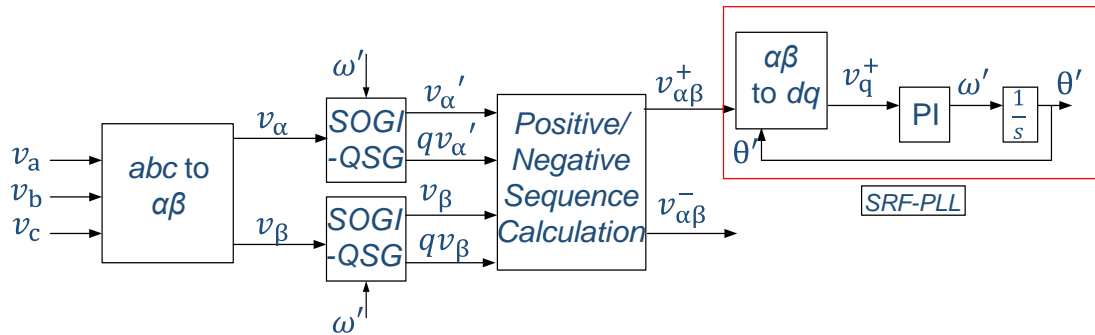 v_a
v_b
v_c
abc to
αβ
v_α
v_β
ω′
SOGI
-QSG
SOGI
-QSG
ω′
v_α′
qv_α′
v_β
qv_β
Positive/
Negative
Sequence
Calculation
v_αβ^+
v_αβ^−
αβ
to dq
θ′
v_q^+
PI
ω′
1
s
θ′
SRF-PLL